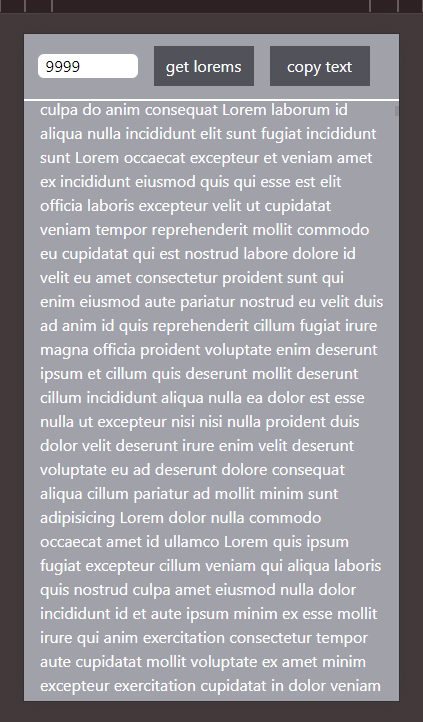 9999
get lorems
copy text
culpa do anim consequat Lorem laborum id
aliqua nulla incididunt elit sunt fugiat incididunt
sunt Lorem occaecat excepteur et veniam amet
ex incididunt eiusmod quis qui esse est elit
officia laboris excepteur velit ut cupidatat
veniam tempor reprehenderit mollit commodo
eu cupidatat qui est nostrud labore dolore id
velit eu amet consectetur proident sunt qui
enim eiusmod aute pariatur nostrud eu velit duis
ad anim id quis reprehenderit cillum fugiat irure
magna officia proident voluptate enim deserunt
ipsum et cillum quis deserunt mollit deserunt
cillum incididunt aliqua nulla ea dolor est esse
nulla ut excepteur nisi nisi nulla proident duis
dolor velit deserunt irure enim velit deserunt
voluptate eu ad deserunt dolore consequat
aliqua cillum pariatur ad mollit minim sunt
adipisicing Lorem dolor nulla commodo
occaecat amet id ullamco Lorem quis ipsum
fugiat excepteur cillum veniam qui aliqua laboris
quis nostrud culpa amet eiusmod nulla dolor
incididunt id et aute ipsum minim ex esse mollit
irure qui anim exercitation consectetur tempor
aute cupidatat mollit voluptate ex amet minim
excepteur exercitation cupidatat in dolor veniam